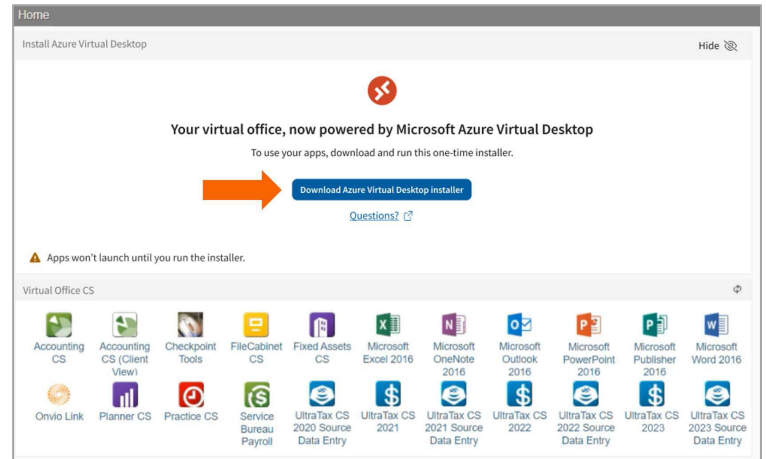 Home
Install Azure Virtual Desktop
Hide
Your virtual office, now powered by Microsoft Azure Virtual Desktop
To use your apps, download and run this one-time installer.
Download Azure Virtual Desktop installer
Questions?
Apps won't launch until you run the installer.
Virtual Office CS
Accounting
CS
Accounting
CS (Client
View)
Checkpoint
Tools
FileCabinet
CS
Fixed Assets
CS
Microsoft
Excel 2016
Microsoft
OneNote
2016
Microsoft
Outlook
2016
Microsoft
PowerPoint
2016
Microsoft
Publisher
2016
Microsoft
Word 2016
Onvio Link
Planner CS
Practice CS
Service
Bureau
Payroll
UltraTax CS
2020 Source
Data Entry
UltraTax CS
2021
UltraTax CS
2021 Source
Data Entry
UltraTax CS
2022
UltraTax CS
2022 Source
Data Entry
UltraTax CS
2023
UltraTax CS
2023 Source
Data Entry